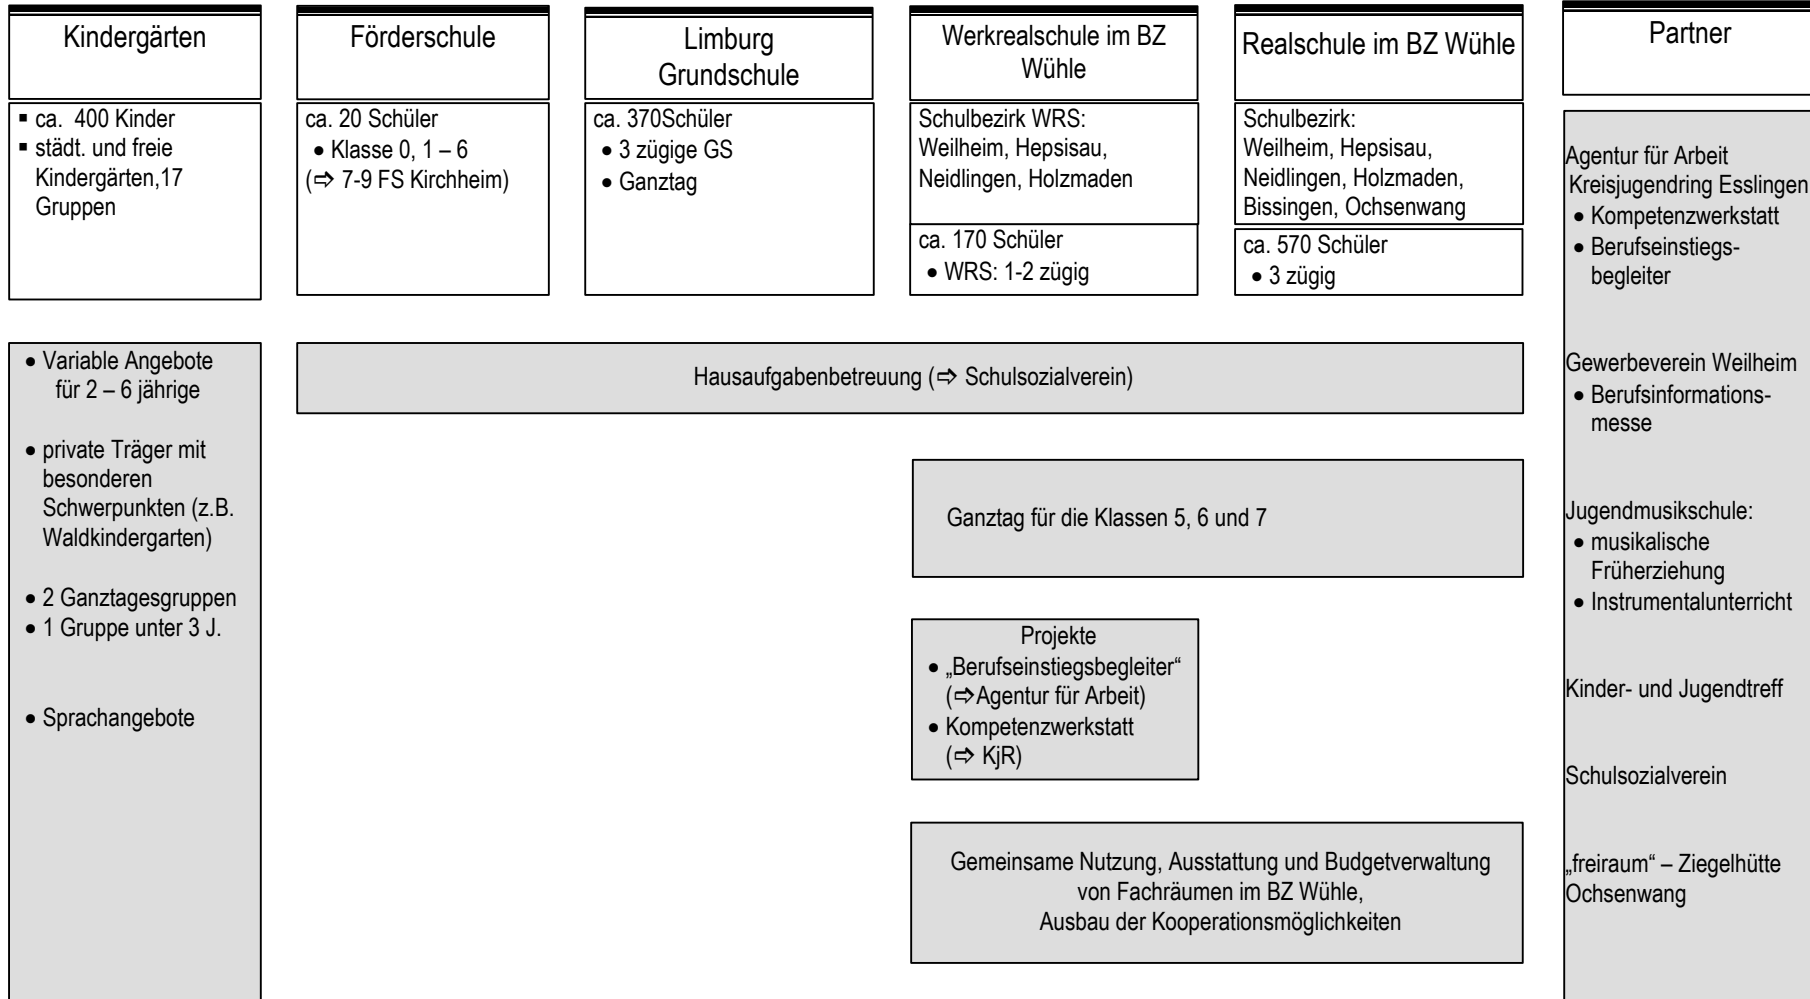 Kindergärten
▪ ca. 400 Kinder
▪ städt. und freie
Kindergärten,17
Gruppen
• Variable Angebote
für 2 – 6 jährige
• private Träger mit
besonderen
Schwerpunkten (z.B.
Waldkindergarten)
• 2 Ganztagesgruppen
• 1 Gruppe unter 3 J.
• Sprachangebote
Förderschule
ca. 20 Schüler
• Klasse 0, 1 – 6
(⇨ 7-9 FS Kirchheim)
Limburg
Grundschule
ca. 370Schüler
• 3 zügige GS
• Ganztag
Werkrealschule im BZ
Wühle
Schulbezirk WRS:
Weilheim, Hepsisau,
Neidlingen, Holzmaden
ca. 170 Schüler
• WRS: 1-2 zügig
Realschule im BZ Wühle
Schulbezirk:
Weilheim, Hepsisau,
Neidlingen, Holzmaden,
Bissingen, Ochsenwang
ca. 570 Schüler
• 3 zügig
Hausaufgabenbetreuung (⇨ Schulsozialverein)
Ganztag für die Klassen 5, 6 und 7
Projekte
• „Berufseinstiegsbegleiter“
(⇨Agentur für Arbeit)
• Kompetenzwerkstatt
(⇨ KjR)
Gemeinsame Nutzung, Ausstattung und Budgetverwaltung
von Fachräumen im BZ Wühle,
Ausbau der Kooperationsmöglichkeiten
Partner
Agentur für Arbeit
Kreisjugendring Esslingen
• Kompetenzwerkstatt
• Berufseinstiegs-
begleiter
Gewerbeverein Weilheim
• Berufsinformations-
messe
Jugendmusikschule:
• musikalische
Früherziehung
• Instrumentalunterricht
Kinder- und Jugendtreff
Schulsozialverein
„freiraum“ – Ziegelhütte
Ochsenwang